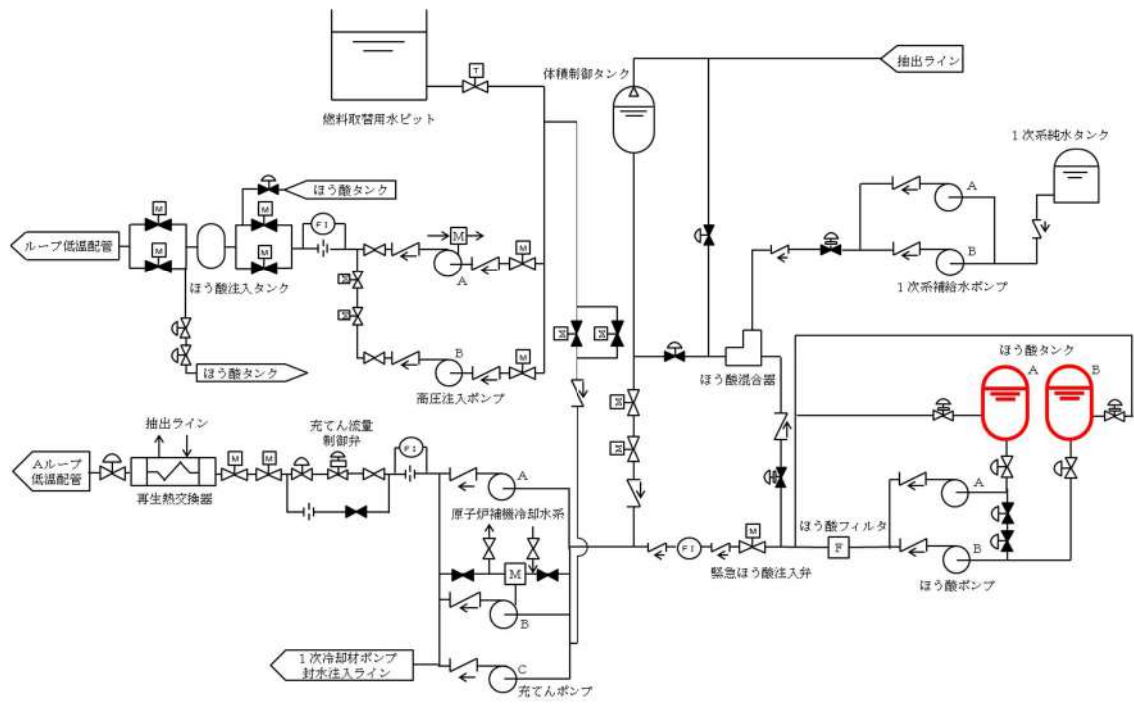 T
体積制御タンク
抽出ライン
燃料取替用水ピット
1次系純水タンク
ほう酸タンク
M
M
FI
M
A
ループ低温配管
M
M
M
A
B
ほう酸注入タンク
1次系補給水ポンプ
M
M
M
M
B
M
ほう酸タンク
ほう酸混合器
ほう酸タンク
A
B
高圧注入ポンプ
M
抽出ライン
充てん流量
制御弁
FI
M
Aループ
低温配管
M
M
A
A
再生熱交換器
原子炉補機冷却水系
M
ほう酸フィルタ
FI
F
B
緊急ほう酸注入弁
ほう酸ポンプ
M
B
1次冷却材ポンプ
封水注入ライン
C
充てんポンプ